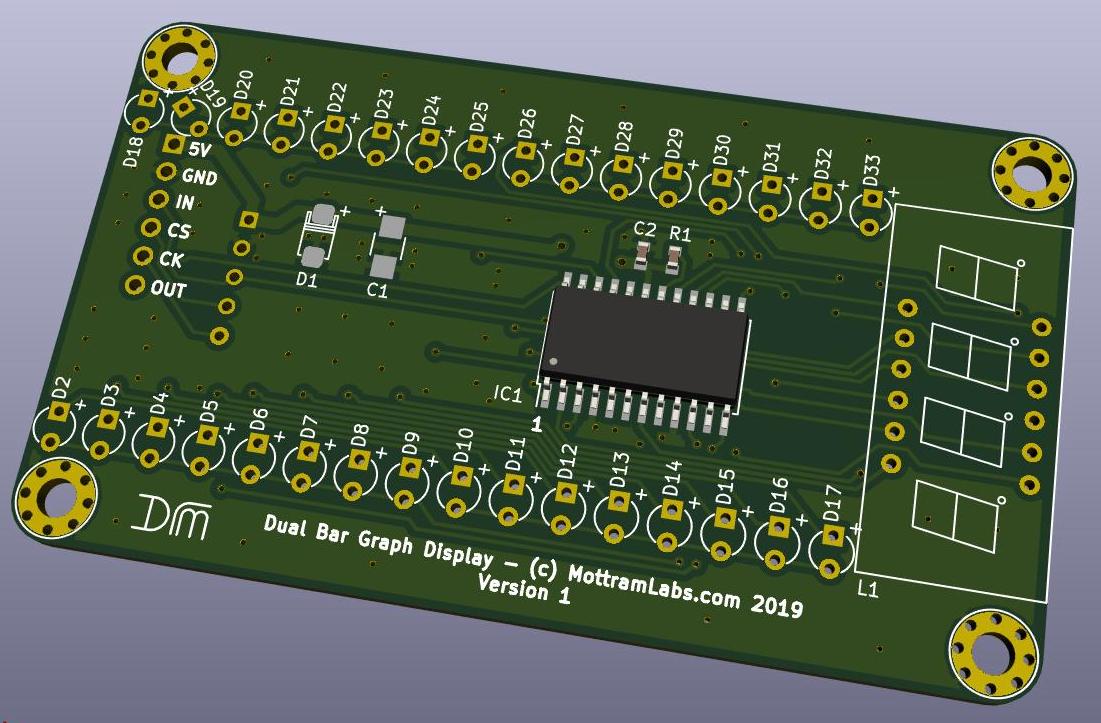 D18
D19
D20
D21
D22
D23
D24
D25
D26
D27
D28
D29
D30
D31
D32
D33
5V
GND
IN
CS
CK
OUT
D1
C1
C2 R1
IC1
1
D2
D3
D4
D5
D6
D7
D8
D9
D10
D11
D12
D13
D14
D15
D16
D17
L1
DM
Dual Bar Graph Display – (c) MottramLabs.com 2019
Version 1